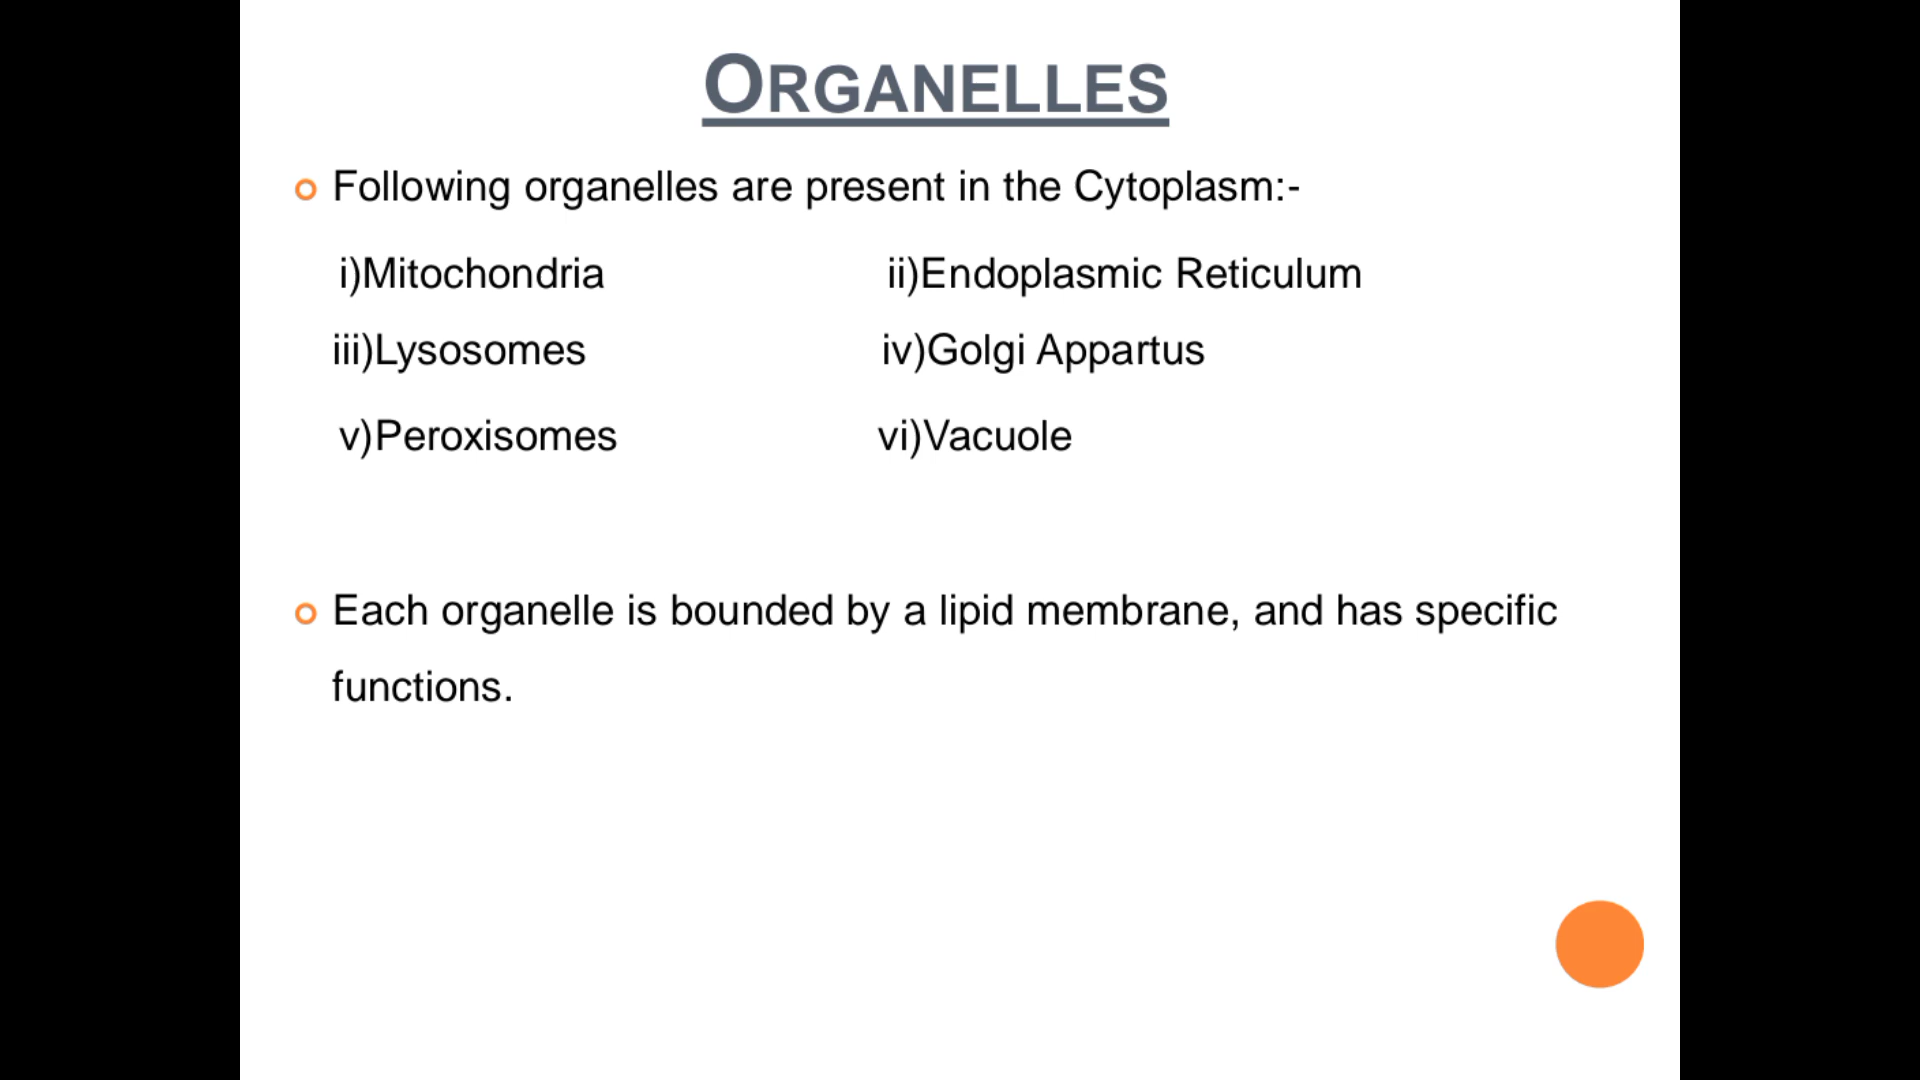 ORGANELLES
Following organelles are present in the Cytoplasm:-
i)Mitochondria ii)Endoplasmic Reticulum
iii)Lysosomes iv)Golgi Appartus
v)Peroxisomes vi)Vacuole
Each organelle is bounded by a lipid membrane, and has specific
functions.